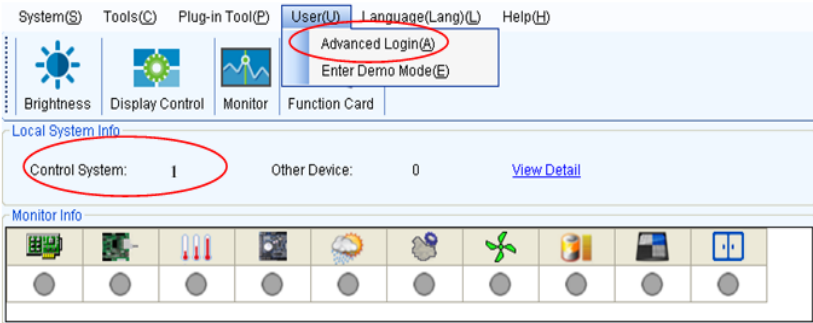 System(S) Tools(C) Plug-in Tool(P) User(U) Language(Lang)(L) Help(H)
Advanced Login(A)
Enter Demo Mode(E)
Brightness Display Control Monitor Function Card
Local System Info
Control System: 1 Other Device: 0 View Detail
Monitor Info